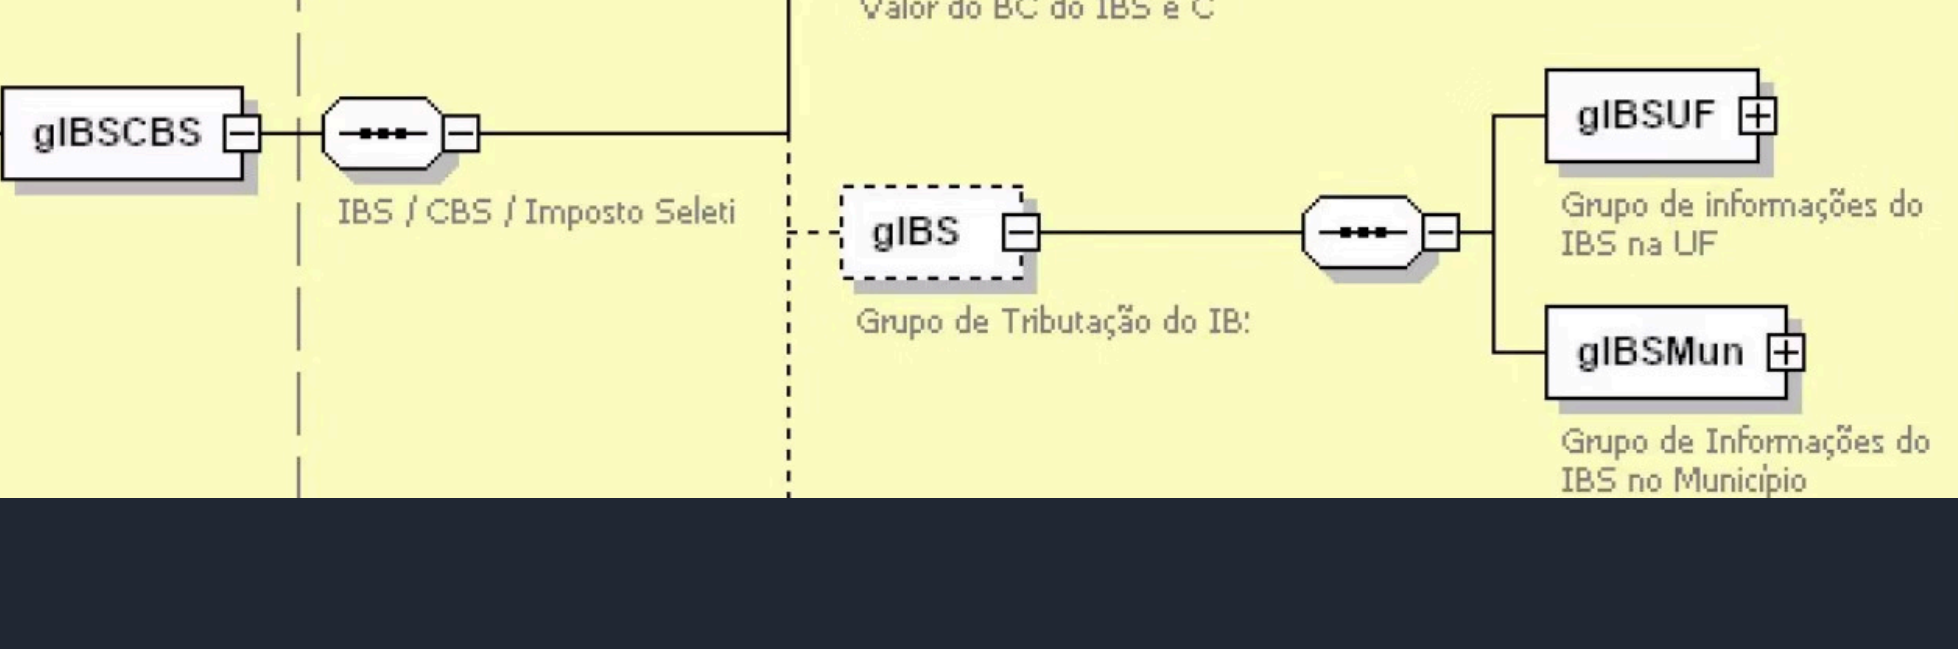 Valor do BC do IBS e C
gIBSCBS
IBS / CBS / Imposto Seleti
gIBS
Grupo de Tributação do IB
gIBSUF
Grupo de informações do
IBS na UF
gIBSMun
Grupo de Informações do
IBS no Município